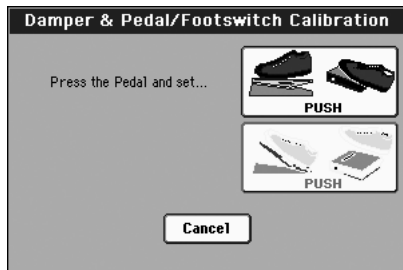 Damper & Pedal/Footswitch Calibration
Press the Pedal and set...
PUSH
PUSH
Cancel